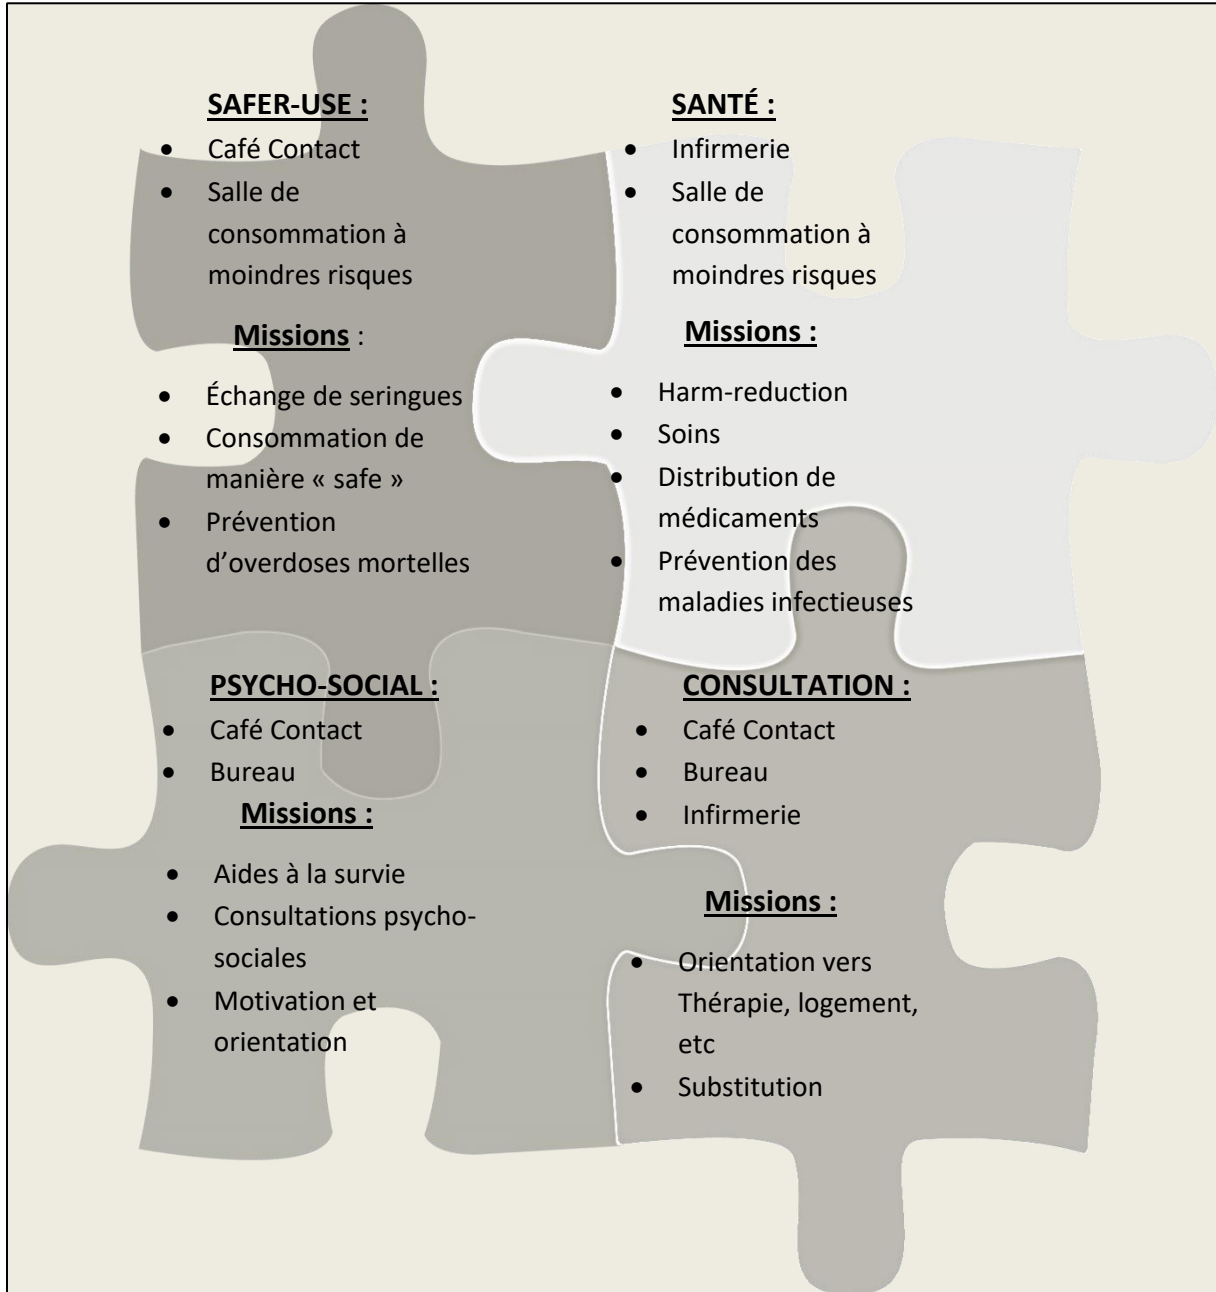 SAFER-USE :
• Café Contact
• Salle de
consommation à
moindres risques
Missions :
• Échange de seringues
• Consommation de
manière « safe »
• Prévention
d’overdoses mortelles
SANTÉ :
• Infirmerie
• Salle de
consommation à
moindres risques
Missions :
• Harm-reduction
• Soins
• Distribution de
médicaments
• Prévention des
maladies infectieuses
PSYCHO-SOCIAL :
• Café Contact
• Bureau
Missions :
• Aides à la survie
• Consultations psycho-
sociales
• Motivation et
orientation
CONSULTATION :
• Café Contact
• Bureau
• Infirmerie
Missions :
• Orientation vers
Thérapie, logement,
etc
• Substitution